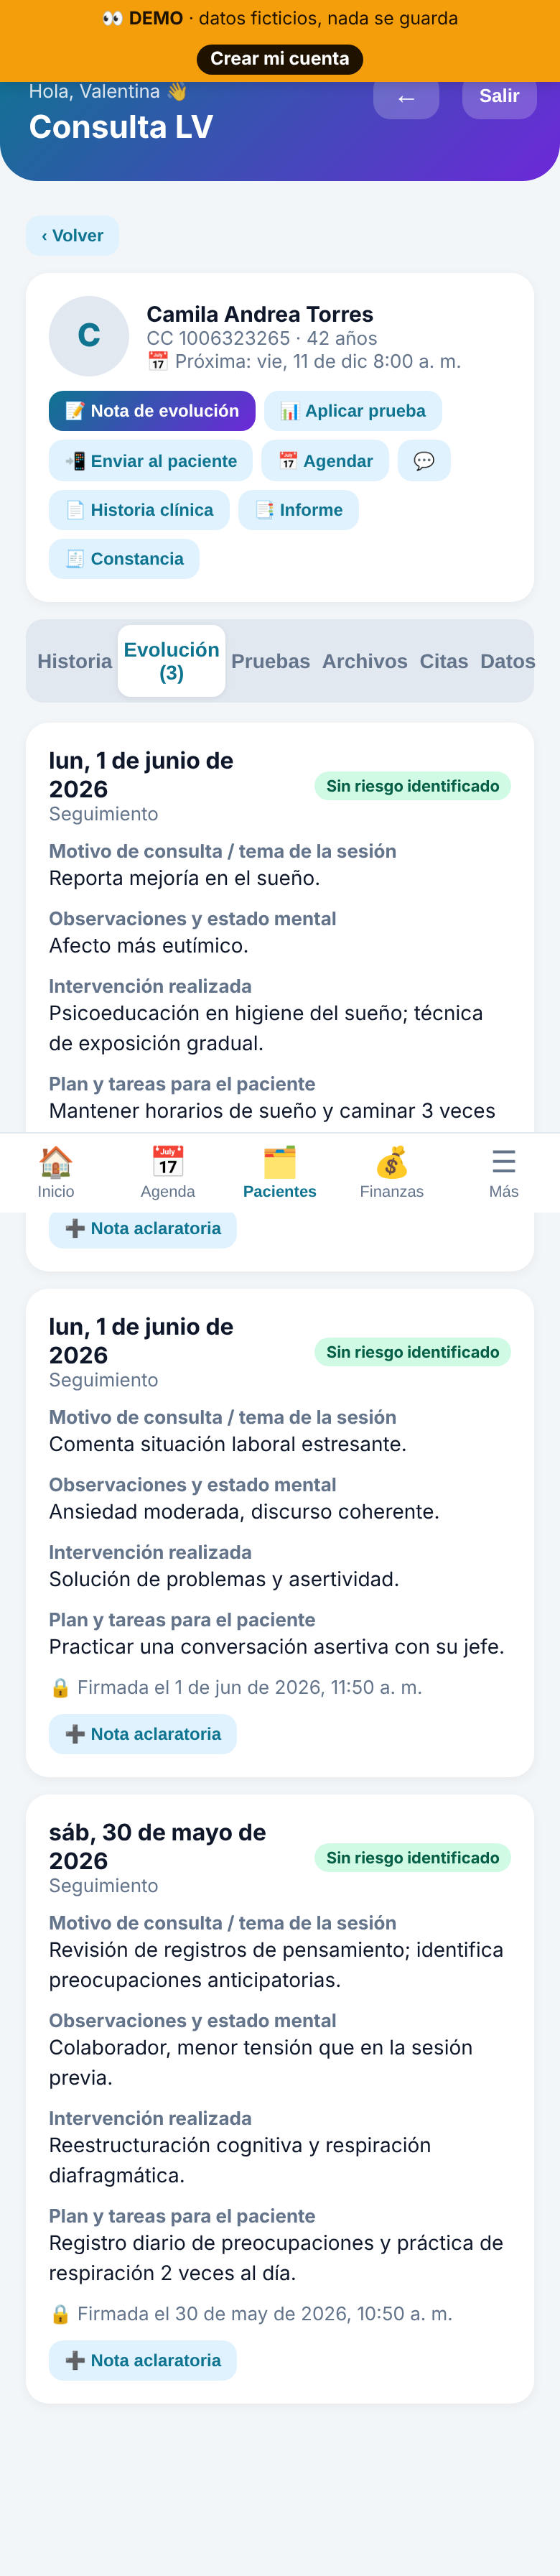 👀 DEMO · datos ficticios, nada se guarda
Crear mi cuenta
Hola, Valentina 👋
Consulta LV
←
Salir
‹ Volver
C
Camila Andrea Torres
CC 1006323265 · 42 años
📅 Próxima: vie, 11 de dic 8:00 a. m.
📝 Nota de evolución
📊 Aplicar prueba
📲 Enviar al paciente
📅 Agendar
💬
📄 Historia clínica
📑 Informe
🧾 Constancia
Historia
Evolución
(3)
Pruebas
Archivos
Citas
Datos
lun, 1 de junio de
2026
Seguimiento
Sin riesgo identificado
Motivo de consulta / tema de la sesión
Reporta mejoría en el sueño.
Observaciones y estado mental
Afecto más eutímico.
Intervención realizada
Psicoeducación en higiene del sueño; técnica
de exposición gradual.
Plan y tareas para el paciente
Mantener horarios de sueño y caminar 3 veces
🏠 Inicio
📅 Agenda
🗂️ Pacientes
💰 Finanzas
☰ Más
➕ Nota aclaratoria
lun, 1 de junio de
2026
Seguimiento
Sin riesgo identificado
Motivo de consulta / tema de la sesión
Comenta situación laboral estresante.
Observaciones y estado mental
Ansiedad moderada, discurso coherente.
Intervención realizada
Solución de problemas y asertividad.
Plan y tareas para el paciente
Practicar una conversación asertiva con su jefe.
🔒 Firmada el 1 de jun de 2026, 11:50 a. m.
➕ Nota aclaratoria
sáb, 30 de mayo de
2026
Seguimiento
Sin riesgo identificado
Motivo de consulta / tema de la sesión
Revisión de registros de pensamiento; identifica
preocupaciones anticipatorias.
Observaciones y estado mental
Colaborador, menor tensión que en la sesión
previa.
Intervención realizada
Reestructuración cognitiva y respiración
diafragmática.
Plan y tareas para el paciente
Registro diario de preocupaciones y práctica de
respiración 2 veces al día.
🔒 Firmada el 30 de may de 2026, 10:50 a. m.
➕ Nota aclaratoria